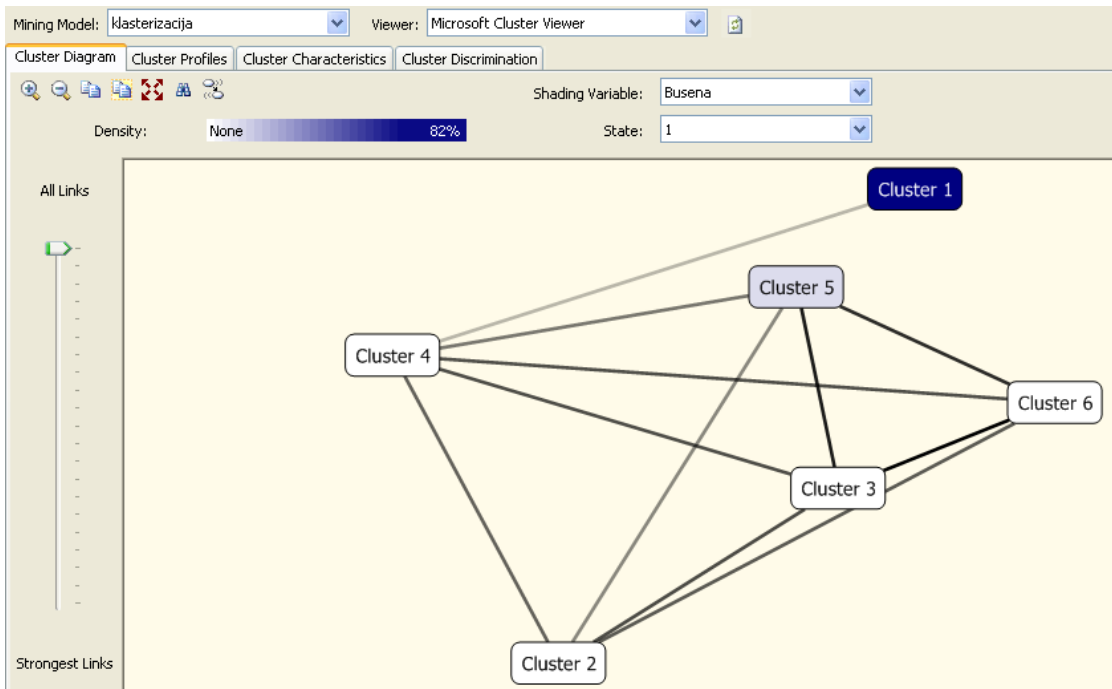 Mining Model: klasterizacija Viewer: Microsoft Cluster Viewer
Cluster Diagram Cluster Profiles Cluster Characteristics Cluster Discrimination
Shading Variable: Busena
Density: None 82% State: 1
All Links
Cluster 1
Cluster 5
Cluster 4
Cluster 6
Cluster 3
Cluster 2
Strongest Links